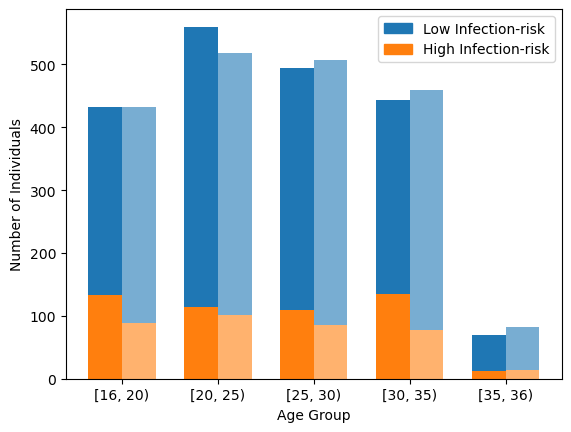 Low Infection-risk
High Infection-risk
Number of Individuals
500
400
300
200
100
0
[16, 20)
[20, 25)
[25, 30)
[30, 35)
[35, 36)
Age Group